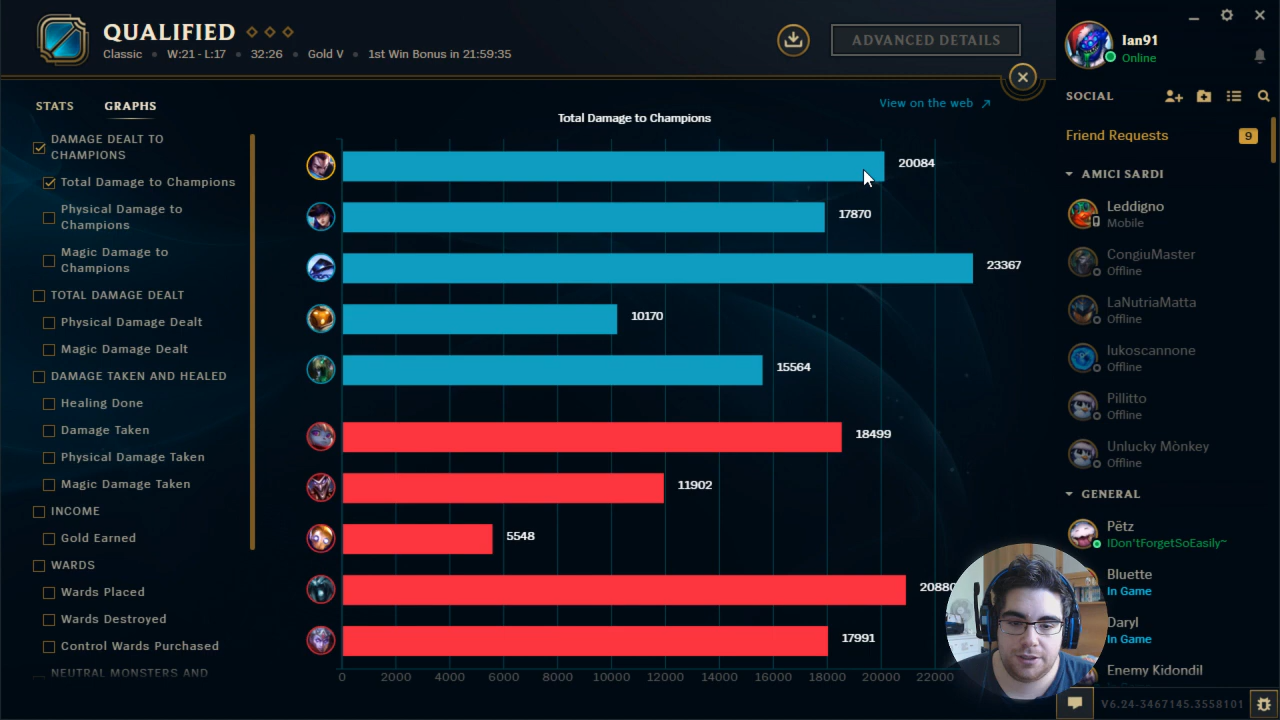 QUALIFIED
Classic • W:21 - L:17 • 32:26 • Gold V • 1st Win Bonus in 21:59:35
ADVANCED DETAILS
STATS GRAPHS
View on the web
DAMAGE DEALT TO
CHAMPIONS
Total Damage to Champions
Physical Damage to
Champions
Magic Damage to
Champions
TOTAL DAMAGE DEALT
Physical Damage Dealt
Magic Damage Dealt
DAMAGE TAKEN AND HEALED
Healing Done
Damage Taken
Physical Damage Taken
Magic Damage Taken
INCOME
Gold Earned
WARDS
Wards Placed
Wards Destroyed
Control Wards Purchased
NEUTRAL MONSTERS AND
Total Damage to Champions
20084
17870
23367
10170
15564
18499
11902
5548
20880
17991
0 2000 4000 6000 8000 10000 12000 14000 16000 18000 20000 22000
Ian91
Online
SOCIAL
Friend Requests 9
AMICI SARDI
Leddigno
Mobile
CongiuMaster
Offline
LaNutriaMatta
Offline
lukoscannone
Offline
Pillitto
Offline
Unlucky Mònkey
Offline
GENERAL
Pêtz
IDon'tForgetSoEasily~
Bluette
In Game
Daryl
In Game
Enemy Kidondil
V6.24-3467145.3558101